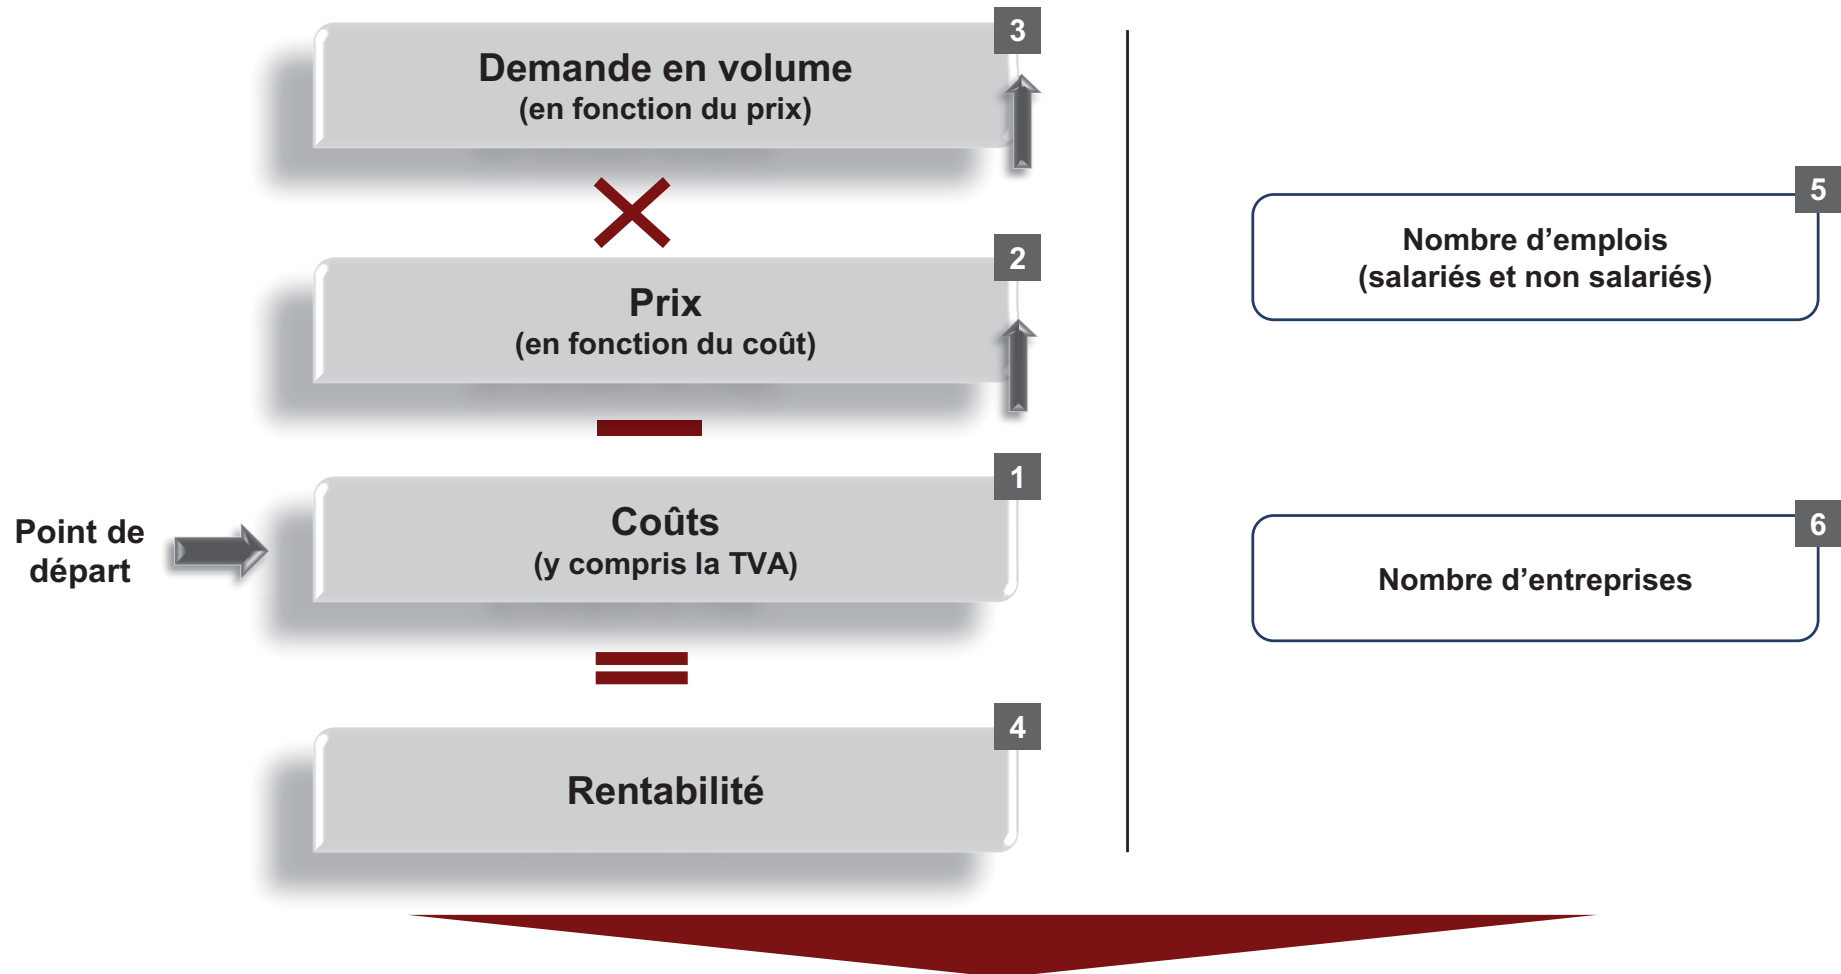 3
Demande en volume
(en fonction du prix)
2
Prix
(en fonction du coût)
1
Point de
départ
Coûts
(y compris la TVA)
4
Rentabilité
5
Nombre d’emplois
(salariés et non salariés)
6
Nombre d’entreprises